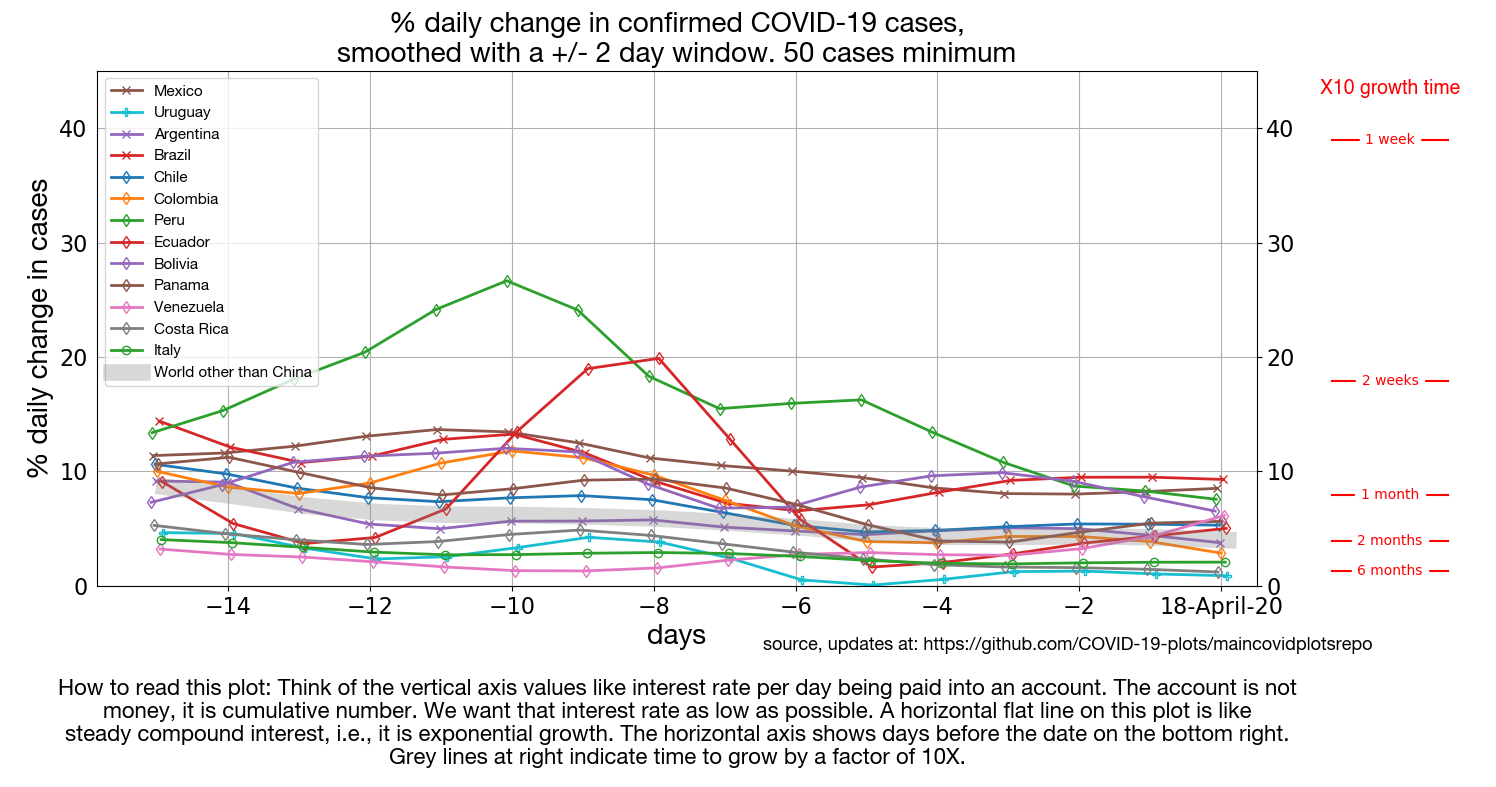 % daily change in confirmed COVID-19 cases,
smoothed with a +/- 2 day window. 50 cases minimum
% daily change in cases
40
30
20
10
0
Mexico
Uruguay
Argentina
Brazil
Chile
Colombia
Peru
Ecuador
Bolivia
Panama
Venezuela
Costa Rica
Italy
World other than China
40
30
20
10
0
X10 growth time
1 week
2 weeks
1 month
2 months
6 months
−14 −12 −10 −8 −6 −4 −2 18-April-20
days
source, updates at: https://github.com/COVID-19-plots/maincovidplotsrepo
How to read this plot: Think of the vertical axis values like interest rate per day being paid into an account. The account is not
money, it is cumulative number. We want that interest rate as low as possible. A horizontal flat line on this plot is like
steady compound interest, i.e., it is exponential growth. The horizontal axis shows days before the date on the bottom right.
Grey lines at right indicate time to grow by a factor of 10X.